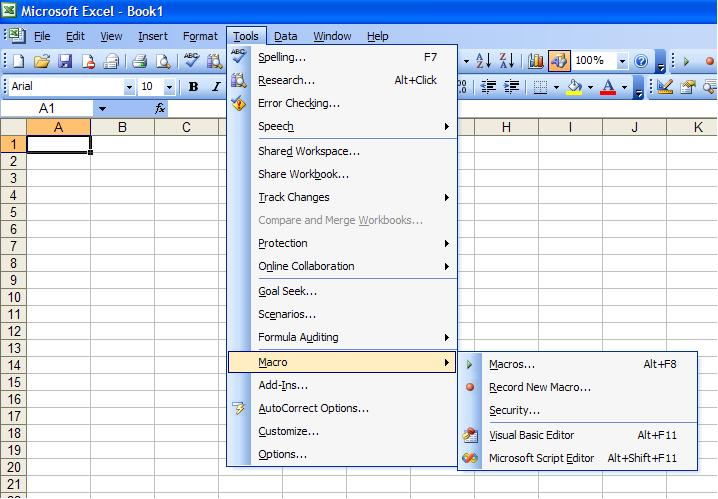 Microsoft Excel - Book1
File Edit View Insert Format Tools Data Window Help
100%
Arial 10 B I
A1 fx
A B C H I J K
Spelling... F7
Research... Alt+Click
Error Checking...
Speech
Shared Workspace...
Share Workbook...
Track Changes
Compare and Merge Workbooks...
Protection
Online Collaboration
Goal Seek...
Scenarios...
Formula Auditing
Macro
Add-Ins...
AutoCorrect Options...
Customize...
Options...
Macros... Alt+F8
Record New Macro...
Security...
Visual Basic Editor Alt+F11
Microsoft Script Editor Alt+Shift+F11
1
2
3
4
5
6
7
8
9
10
11
12
13
14
15
16
17
18
19
20
21